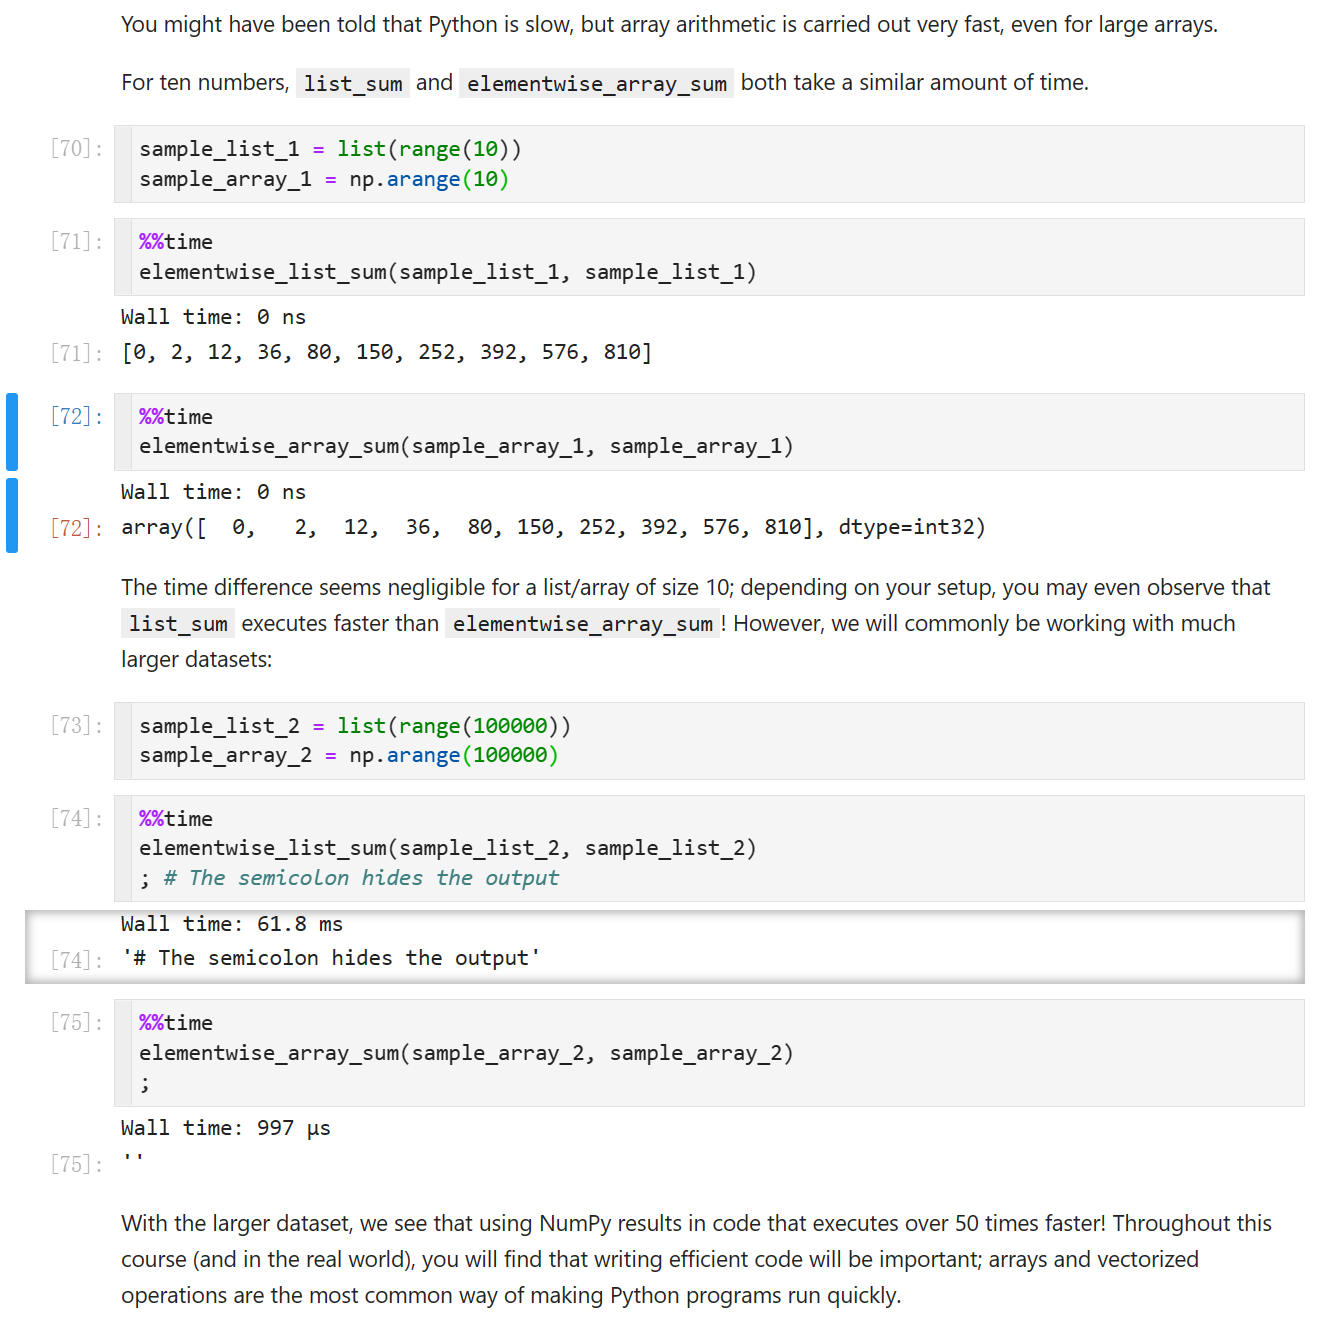 You might have been told that Python is slow, but array arithmetic is carried out very fast, even for large arrays.
For ten numbers, list_sum and elementwise_array_sum both take a similar amount of time.
[70]: sample_list_1 = list(range(10))
sample_array_1 = np.arange(10)
[71]: %%time
elementwise_list_sum(sample_list_1, sample_list_1)
Wall time: 0 ns
[71]: [0, 2, 12, 36, 80, 150, 252, 392, 576, 810]
[72]: %%time
elementwise_array_sum(sample_array_1, sample_array_1)
Wall time: 0 ns
[72]: array([  0,   2,  12,  36,  80, 150, 252, 392, 576, 810], dtype=int32)
The time difference seems negligible for a list/array of size 10; depending on your setup, you may even observe that
list_sum executes faster than elementwise_array_sum! However, we will commonly be working with much
larger datasets:
[73]: sample_list_2 = list(range(100000))
sample_array_2 = np.arange(100000)
[74]: %%time
elementwise_list_sum(sample_list_2, sample_list_2)
; # The semicolon hides the output
Wall time: 61.8 ms
[74]: '# The semicolon hides the output'
[75]: %%time
elementwise_array_sum(sample_array_2, sample_array_2)
;
Wall time: 997 µs
[75]: ''
With the larger dataset, we see that using NumPy results in code that executes over 50 times faster! Throughout this
course (and in the real world), you will find that writing efficient code will be important; arrays and vectorized
operations are the most common way of making Python programs run quickly.